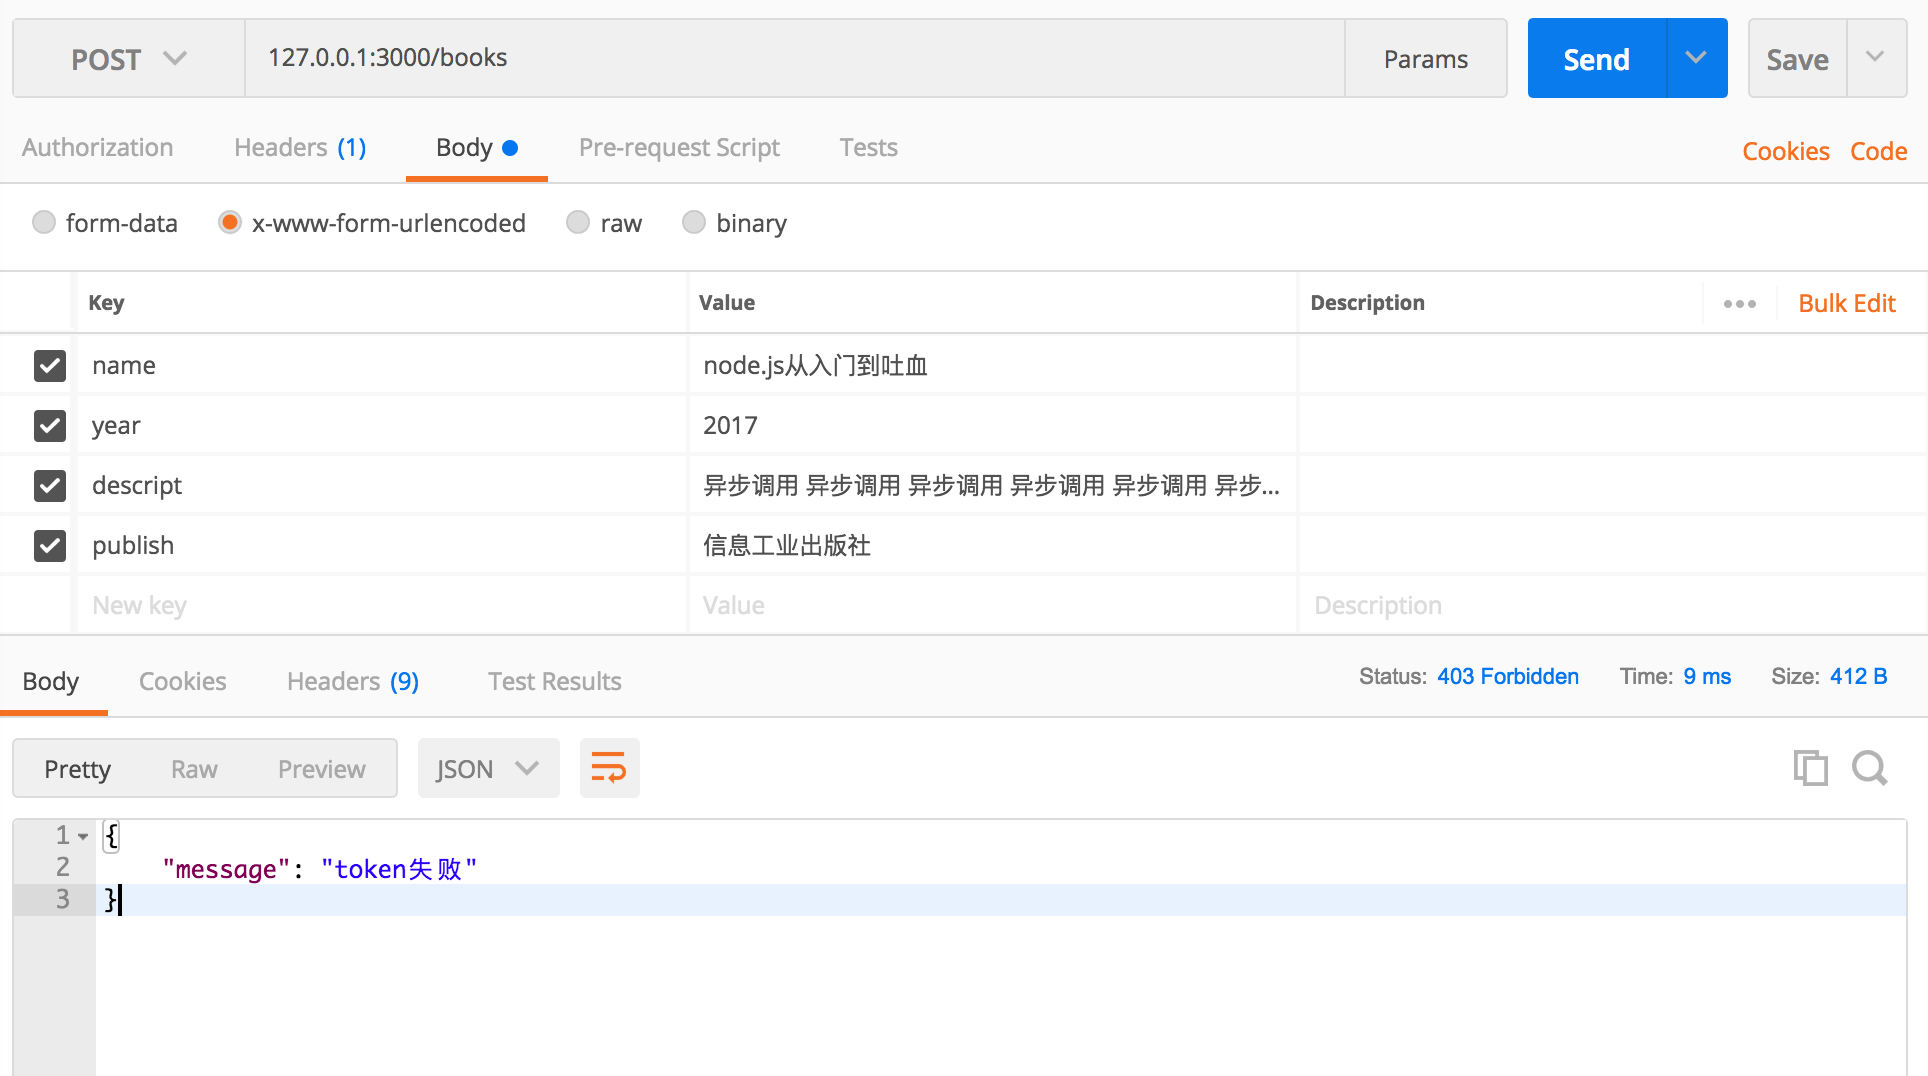 POST 127.0.0.1:3000/books Params Send Save
Authorization Headers (1) Body Pre-request Script Tests Cookies Code
form-data x-www-form-urlencoded raw binary
Key Value Description Bulk Edit
name node.js从入门到吐血
year 2017
descript 异步调用 异步调用 异步调用 异步调用 异步调用 异步...
publish 信息工业出版社
New key Value Description
Body Cookies Headers (9) Test Results Status: 403 Forbidden Time: 9 ms Size: 412 B
Pretty Raw Preview JSON
1 {
2 "message": "token失败"
3 }